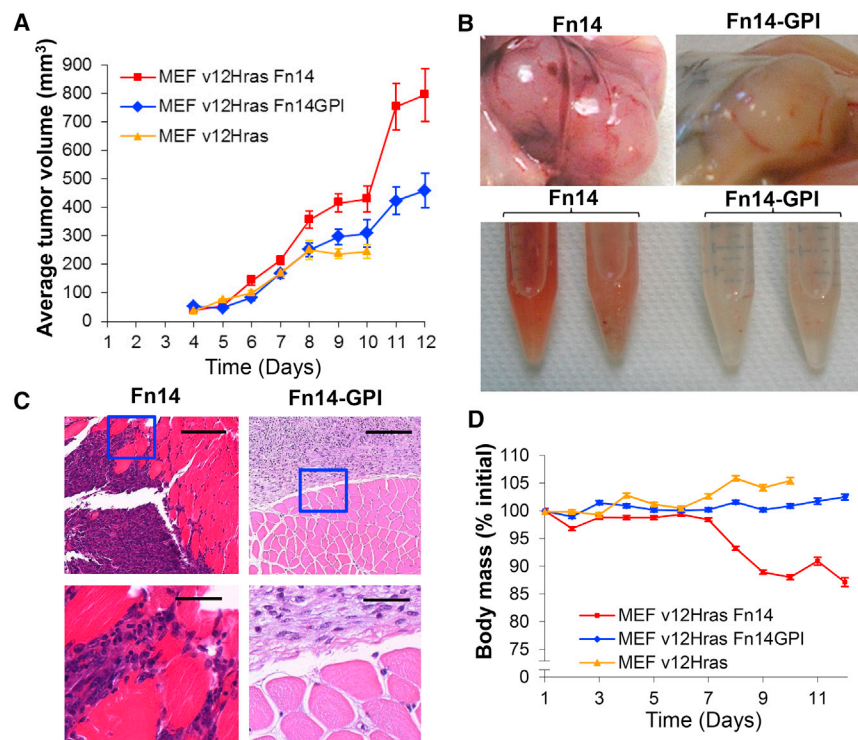 A
Average tumor volume (mm³)
900
800
700
600
500
400
300
200
100
0
1 2 3 4 5 6 7 8 9 10 11 12
Time (Days)
MEF v12Hras Fn14
MEF v12Hras Fn14GPI
MEF v12Hras
B
Fn14 Fn14-GPI
Fn14 Fn14-GPI
C
Fn14 Fn14-GPI
D
Body mass (% initial)
110
105
100
95
90
85
80
75
0
1 3 5 7 9 11
Time (Days)
MEF v12Hras Fn14
MEF v12Hras Fn14GPI
MEF v12Hras